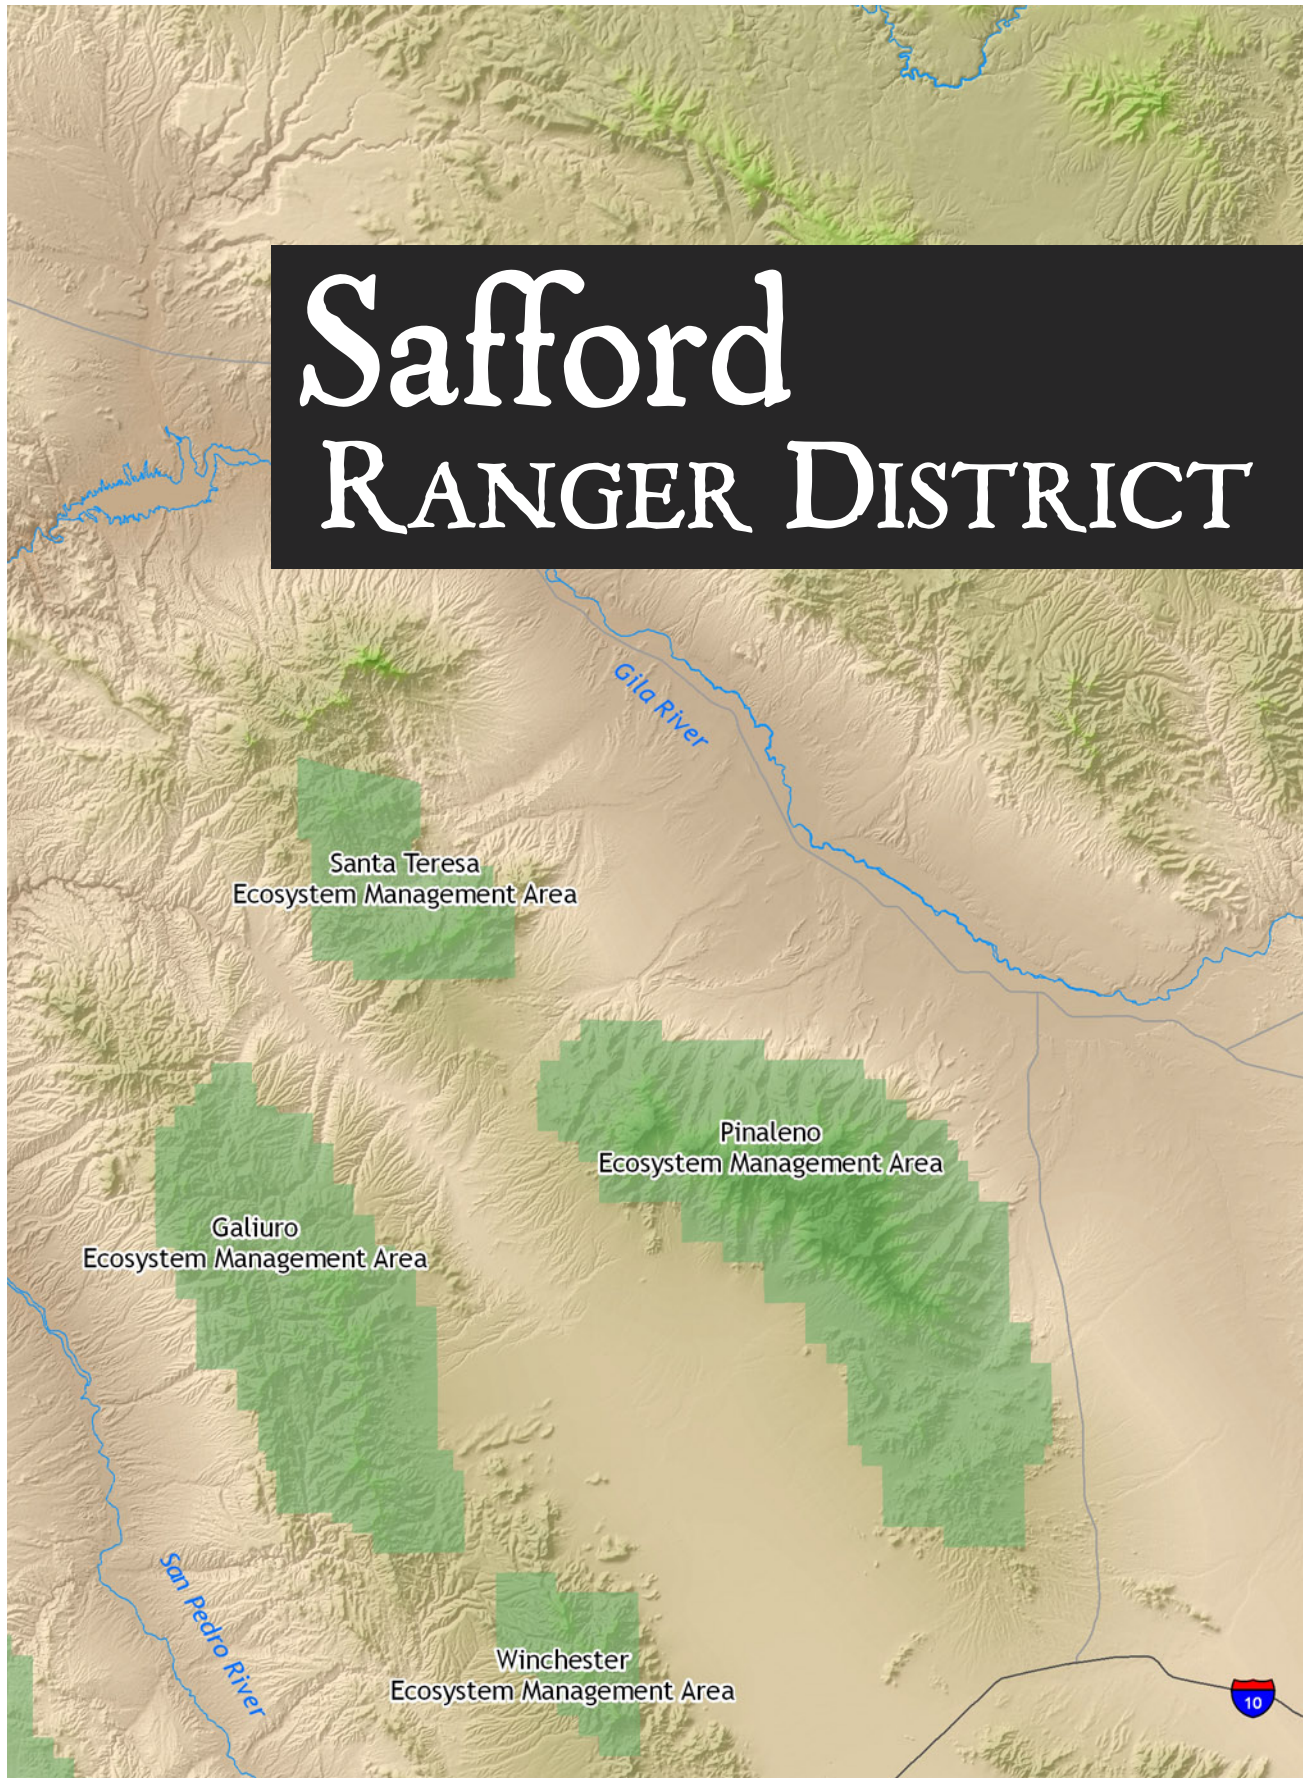 Safford
RANGER DISTRICT
Gila River
Santa Teresa
Ecosystem Management Area
Pinaleno
Ecosystem Management Area
Galiuro
Ecosystem Management Area
San Pedro River
Winchester
Ecosystem Management Area
10